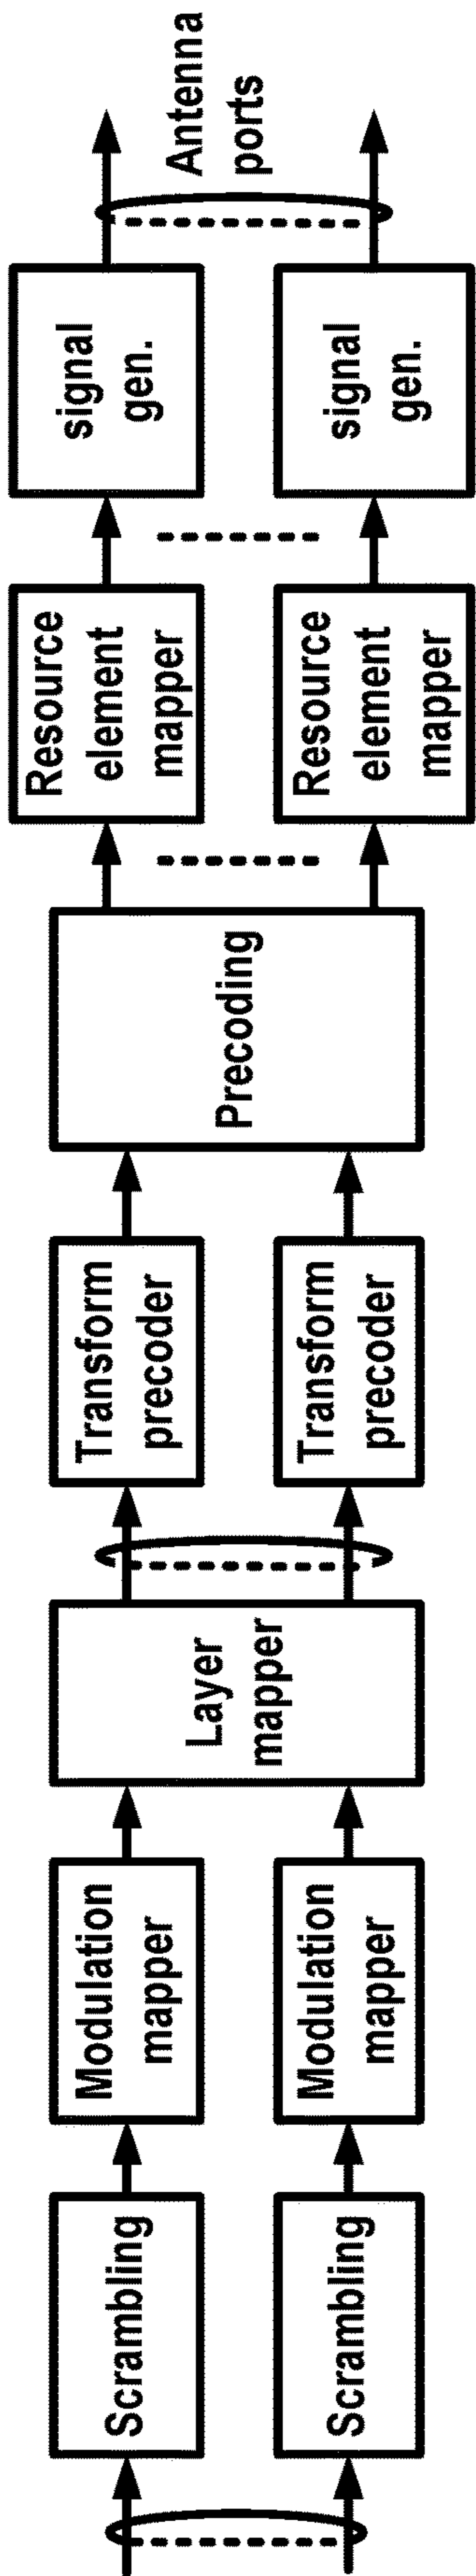 Scrambling
Scrambling
Modulation
mapper
Modulation
mapper
Layer
mapper
Transform
precoder
Transform
precoder
Precoding
Resource
element
mapper
Resource
element
mapper
signal
gen.
signal
gen.
Antenna
ports